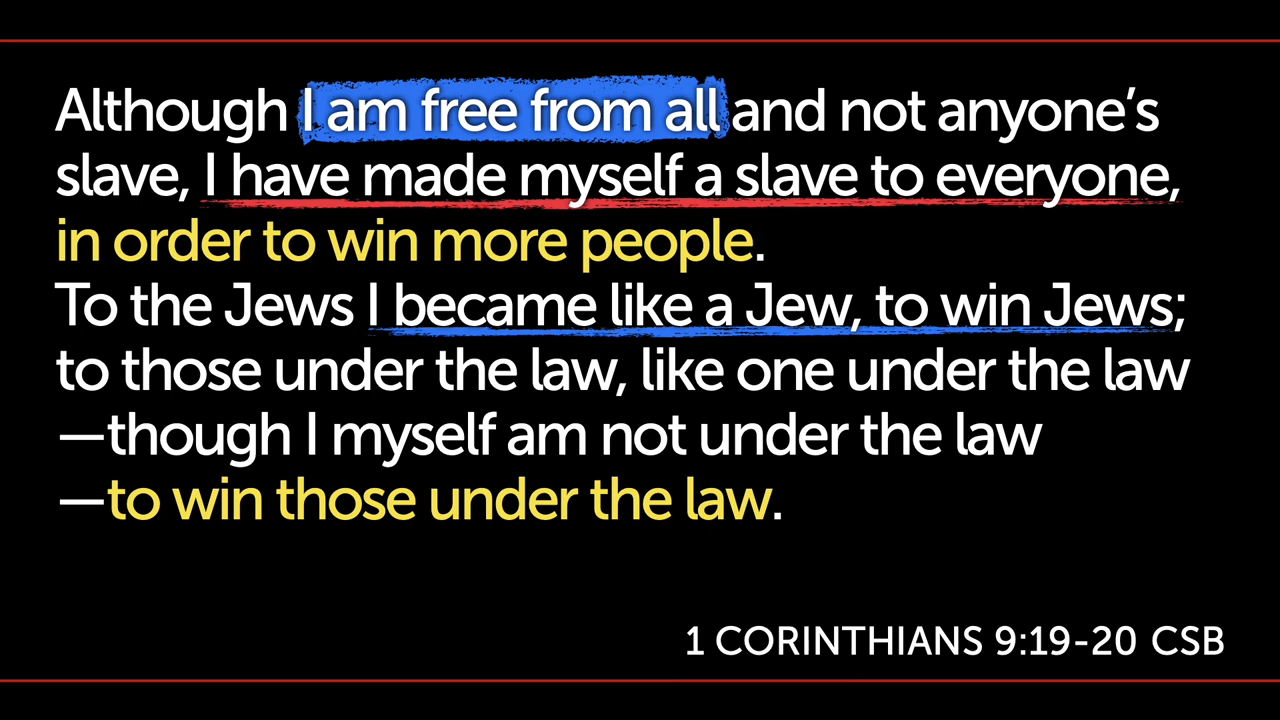 Although I am free from all and not anyone’s
slave, I have made myself a slave to everyone,
in order to win more people.
To the Jews I became like a Jew, to win Jews;
to those under the law, like one under the law
—though I myself am not under the law
—to win those under the law.
1 CORINTHIANS 9:19-20 CSB